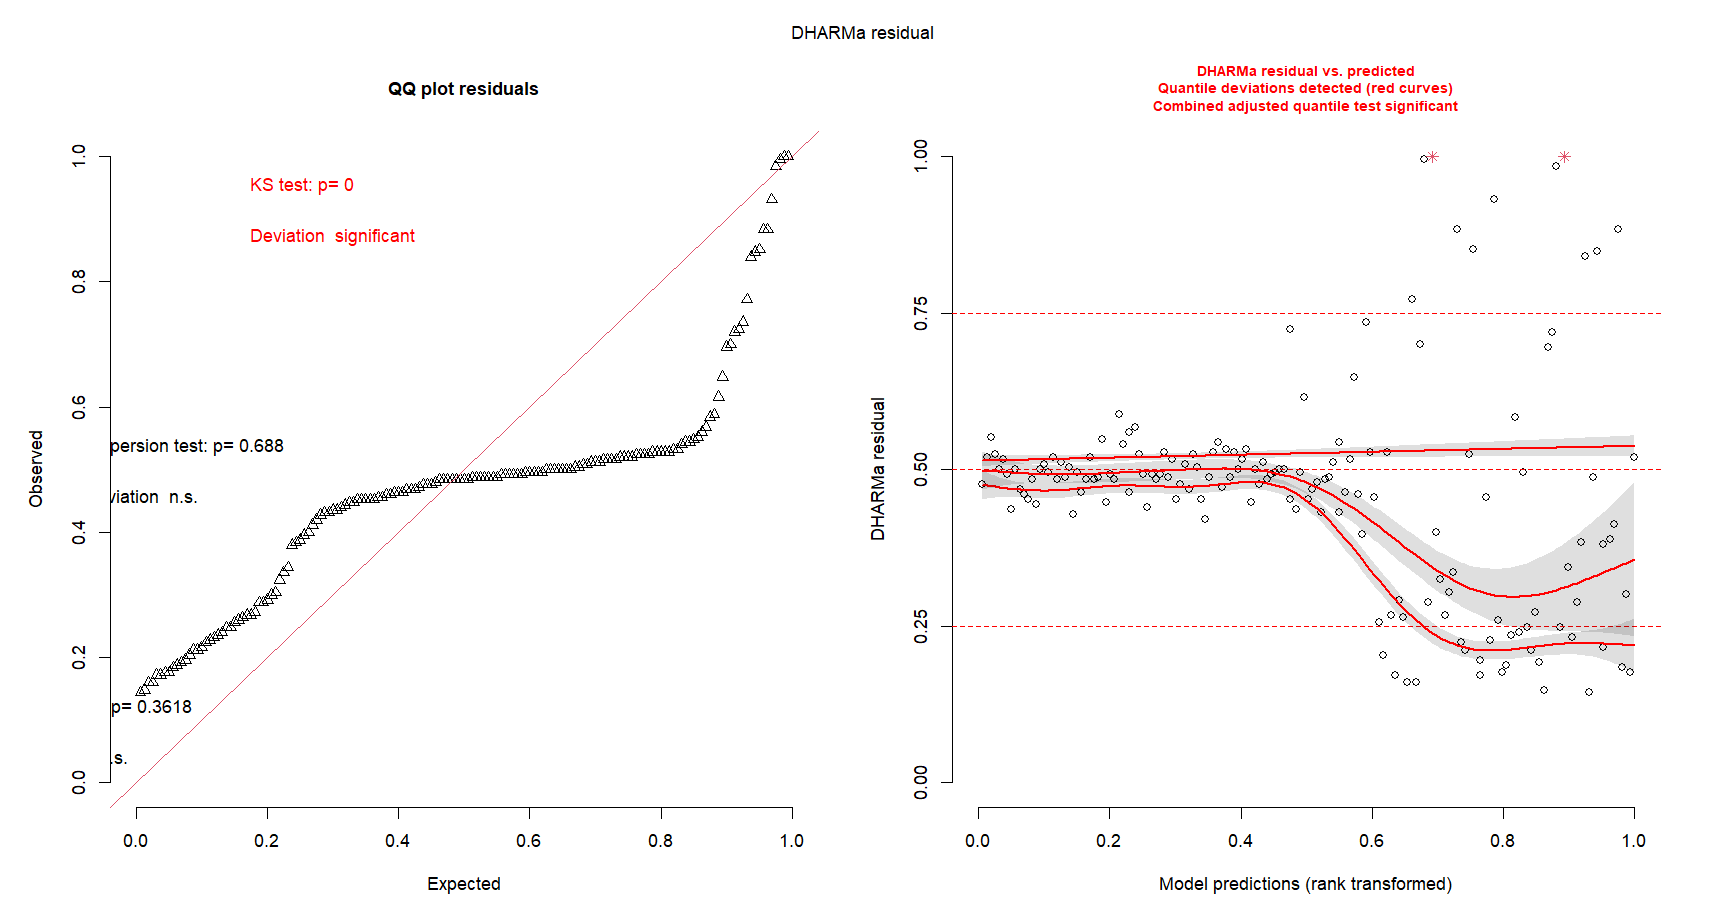 DHARMa residual
QQ plot residuals
KS test: p= 0
Deviation significant
persion test: p= 0.688
viation n.s.
p= 0.3618
.s.
Observed
0.0
0.2
0.4
0.6
0.8
1.0
0.0
0.2
0.4
0.6
0.8
1.0
Expected
DHARMa residual vs. predicted
Quantile deviations detected (red curves)
Combined adjusted quantile test significant
DHARMa residual
0.00
0.25
0.50
0.75
1.00
0.0
0.2
0.4
0.6
0.8
1.0
Model predictions (rank transformed)